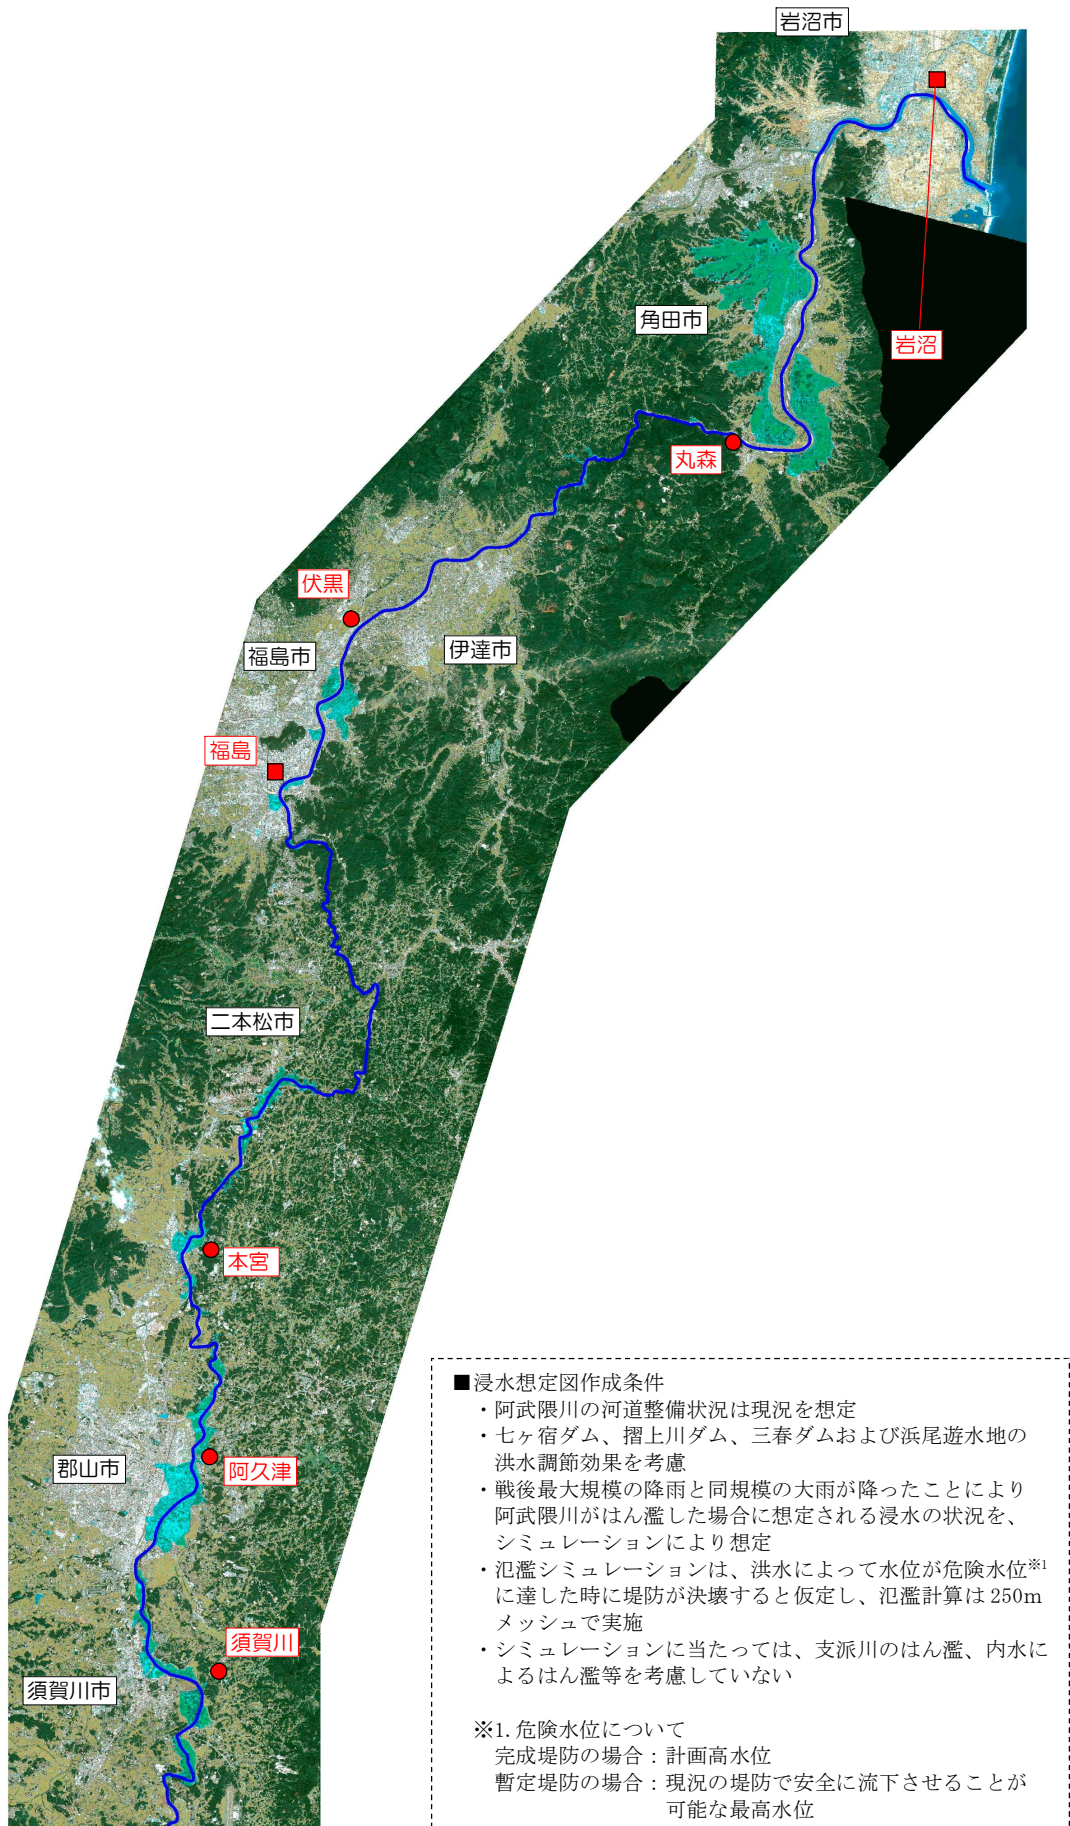 岩沼市
岩沼
角田市
丸森
伏黒
福島市
伊達市
福島
二本松市
本宮
郡山市
阿久津
須賀川
須賀川市
■浸水想定図作成条件
・阿武隈川の河道整備状況は現況を想定
・七ヶ宿ダム、摺上川ダム、三春ダムおよび浜尾遊水地の
洪水調節効果を考慮
・戦後最大規模の降雨と同規模の大雨が降ったことにより
阿武隈川がはん濫した場合に想定される浸水の状況を、
シミュレーションにより想定
・氾濫シミュレーションは、洪水によって水位が危険水位※1
に達した時に堤防が決壊すると仮定し、氾濫計算は 250m
メッシュで実施
・シミュレーションに当たっては、支派川のはん濫、内水に
よるはん濫等を考慮していない
※1. 危険水位について
完成堤防の場合：計画高水位
暫定堤防の場合：現況の堤防で安全に流下させることが
可能な最高水位